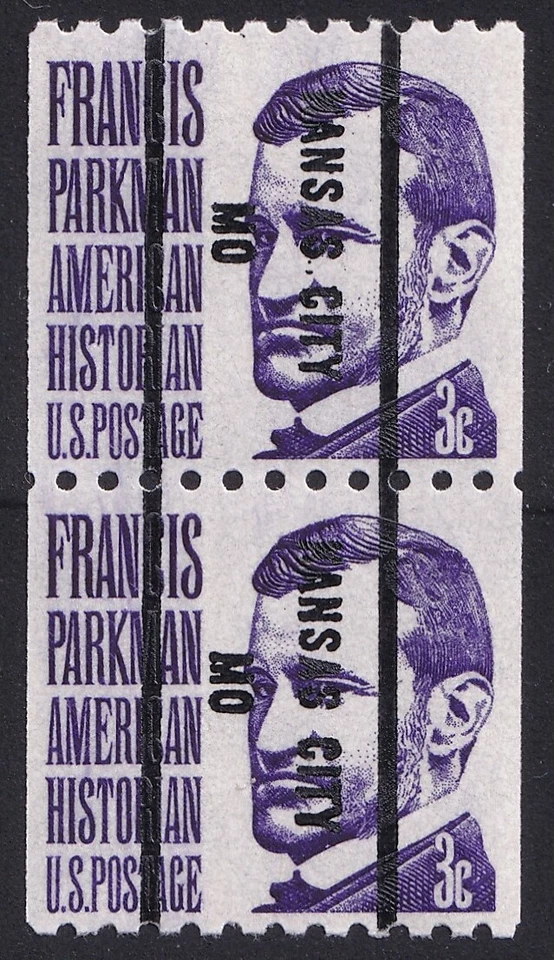 FRANCIS
PARKMAN
AMERICAN
HISTORIAN
U.S.POSTAGE
KANSAS CITY
MO
3c
FRANCIS
PARKMAN
AMERICAN
HISTORIAN
U.S.POSTAGE
KANSAS CITY
MO
3c